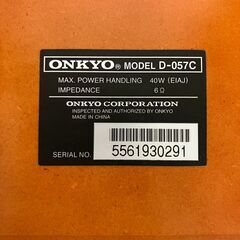 ONKYO® MODEL D-057C
MAX. POWER HANDLING 40W (EIAJ)
IMPEDANCE 6Ω
ONKYO CORPORATION
INSPECTED AND AUTHORIZED BY ONKYO
MADE IN CHINA
SERIAL NO. 5561930291